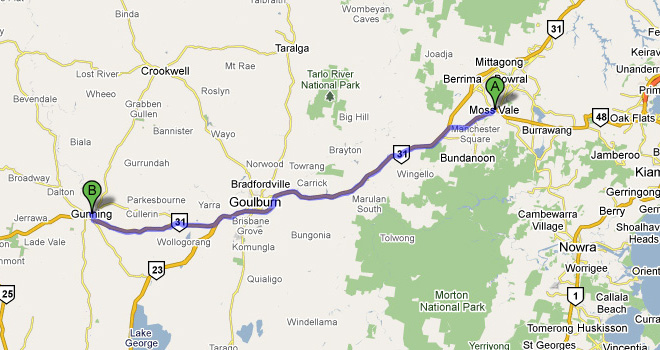 Binda
Taralbaith
Wombeyan
Caves
31
Lost River
Crookwell
Mt Rae
Taralga
Joadja
Mittagong
Berrima
Bowral
Keirav
Unanderr
Bevendale
Wheeo
Grabben
Gullen
Roslyn
Tarlo River
National Park
Big Hill
A
Moss Vale
Prim
Manchester
Square
48
Oak Flats
Burrawang
Biala
Bannister
Wayo
Brayton
31
Bundanoon
Jamberoo
Kiam
Gurrundah
Norwood
Towrang
Wingello
Broadway
Dalton
B
Parkesbourne
Bradfordville
Carrick
Gerringong
Gunning
Cullerin
Yarra
Goulburn
Marulan
South
Cambewarra
Village
Berry
Jerrawa
31
Brisbane
Grove
Shoalhave
Heads
Lade Vale
Wollogorang
Komungla
Bungonia
Tolwong
Nowra
23
Quialigo
Worrigee
Orient
25
Morton
National Park
1
Callala
Beach
Curra
Lake
George
Windellama
Tomerong
Huskisson
Tarago
Yerriyong
St Georges
Vincentia